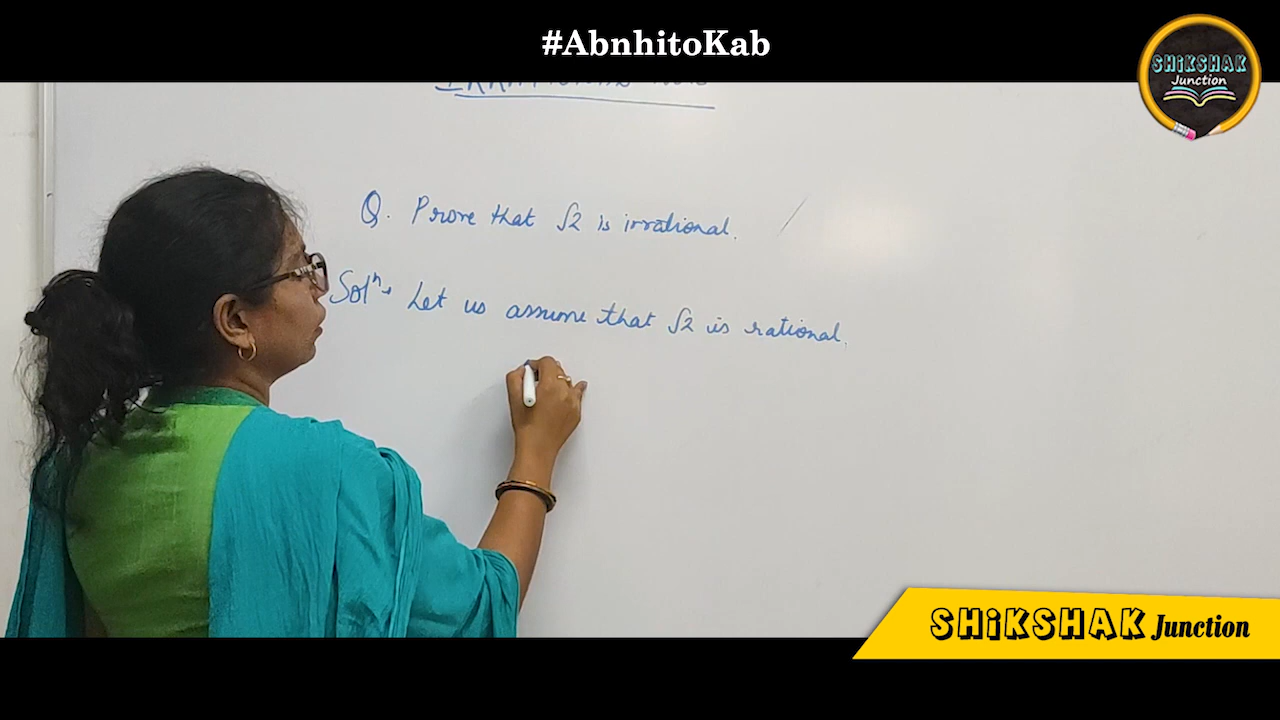 #AbnhitoKab
SHiKSHAK
Junction
Q. Prove that √2 is irrational.
Solⁿ. Let us assume that √2 is rational.
SHiKSHAK Junction